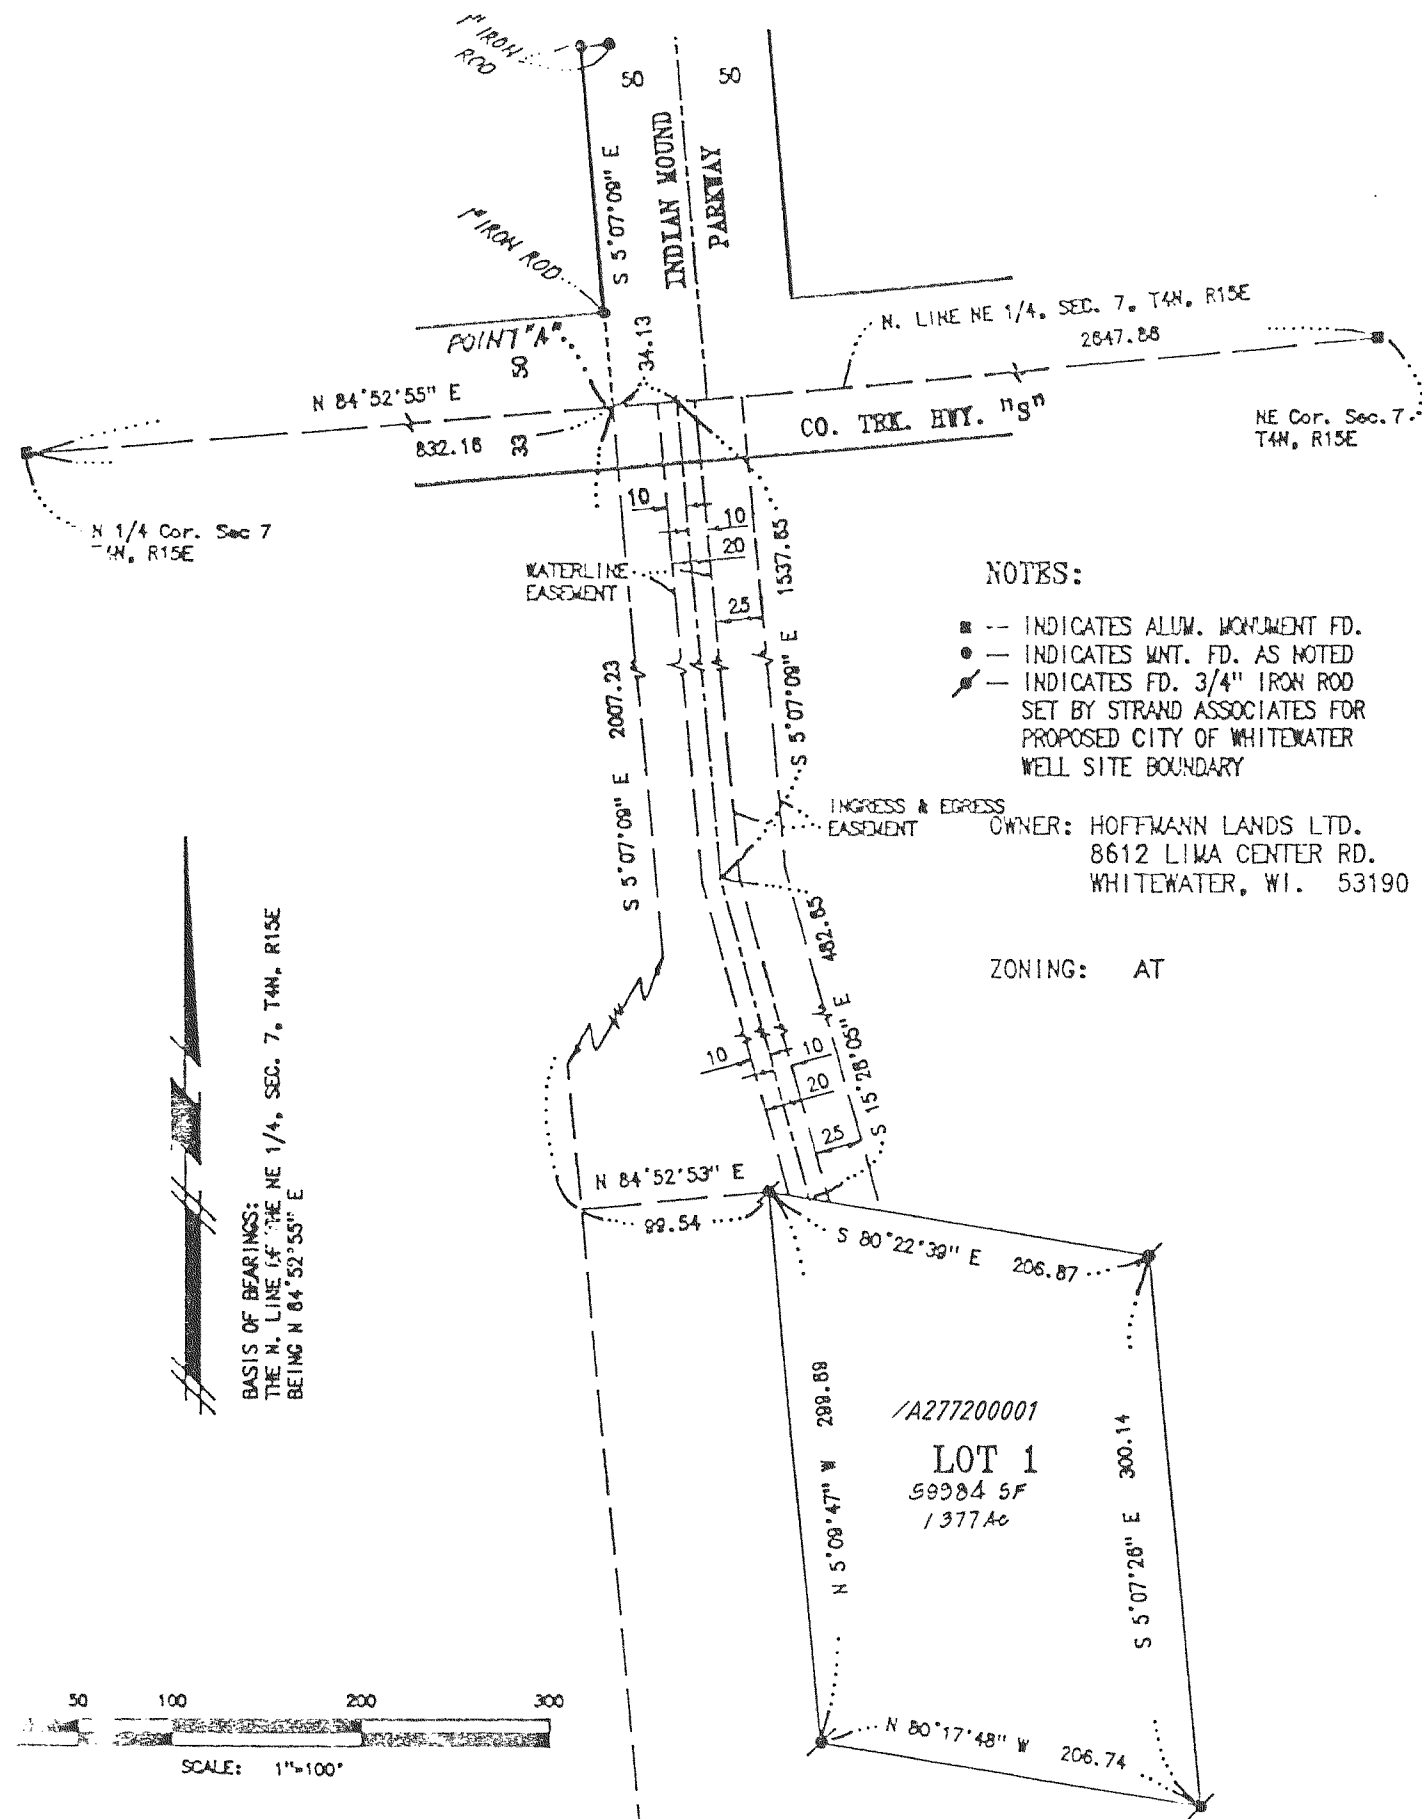 1" IRON
ROD
50
50
S 5°07'09" E
INDIAN MOUND
PARKWAY
1" IRON ROD
POINT "A"
50
34.13
N. LINE NE 1/4, SEC. 7, T4N, R15E
2647.88
N 84°52'55" E
832.16
33
CO. TRK. HWY. "S"
NE Cor. Sec. 7
T4N, R15E
N 1/4 Cor. Sec 7
T4N, R15E
10
10
20
WATERLINE
EASEMENT
25
S 5°07'09" E 1537.65
S 5°07'09" E 2007.23
NOTES:
-- INDICATES ALUM. MONUMENT FD.
— INDICATES MNT. FD. AS NOTED
— INDICATES FD. 3/4" IRON ROD
SET BY STRAND ASSOCIATES FOR
PROPOSED CITY OF WHITEWATER
WELL SITE BOUNDARY
INGRESS & EGRESS
EASEMENT
OWNER: HOFFMANN LANDS LTD.
8612 LIMA CENTER RD.
WHITEWATER, WI. 53190
ZONING: AT
S 15°28'05" E 482.85
10
10
20
25
BASIS OF BEARINGS:
THE N. LINE OF THE NE 1/4, SEC. 7, T4N, R15E
BEING N 84°52'55" E
N 84°52'53" E
99.54
S 80°22'39" E 206.87
N 5°09'47" W 299.89
/A277200001
LOT 1
59984 SF
1.377 Ac
S 5°07'26" E 300.14
N 80°17'48" W 206.74
50 100 200 300
SCALE: 1"=100'